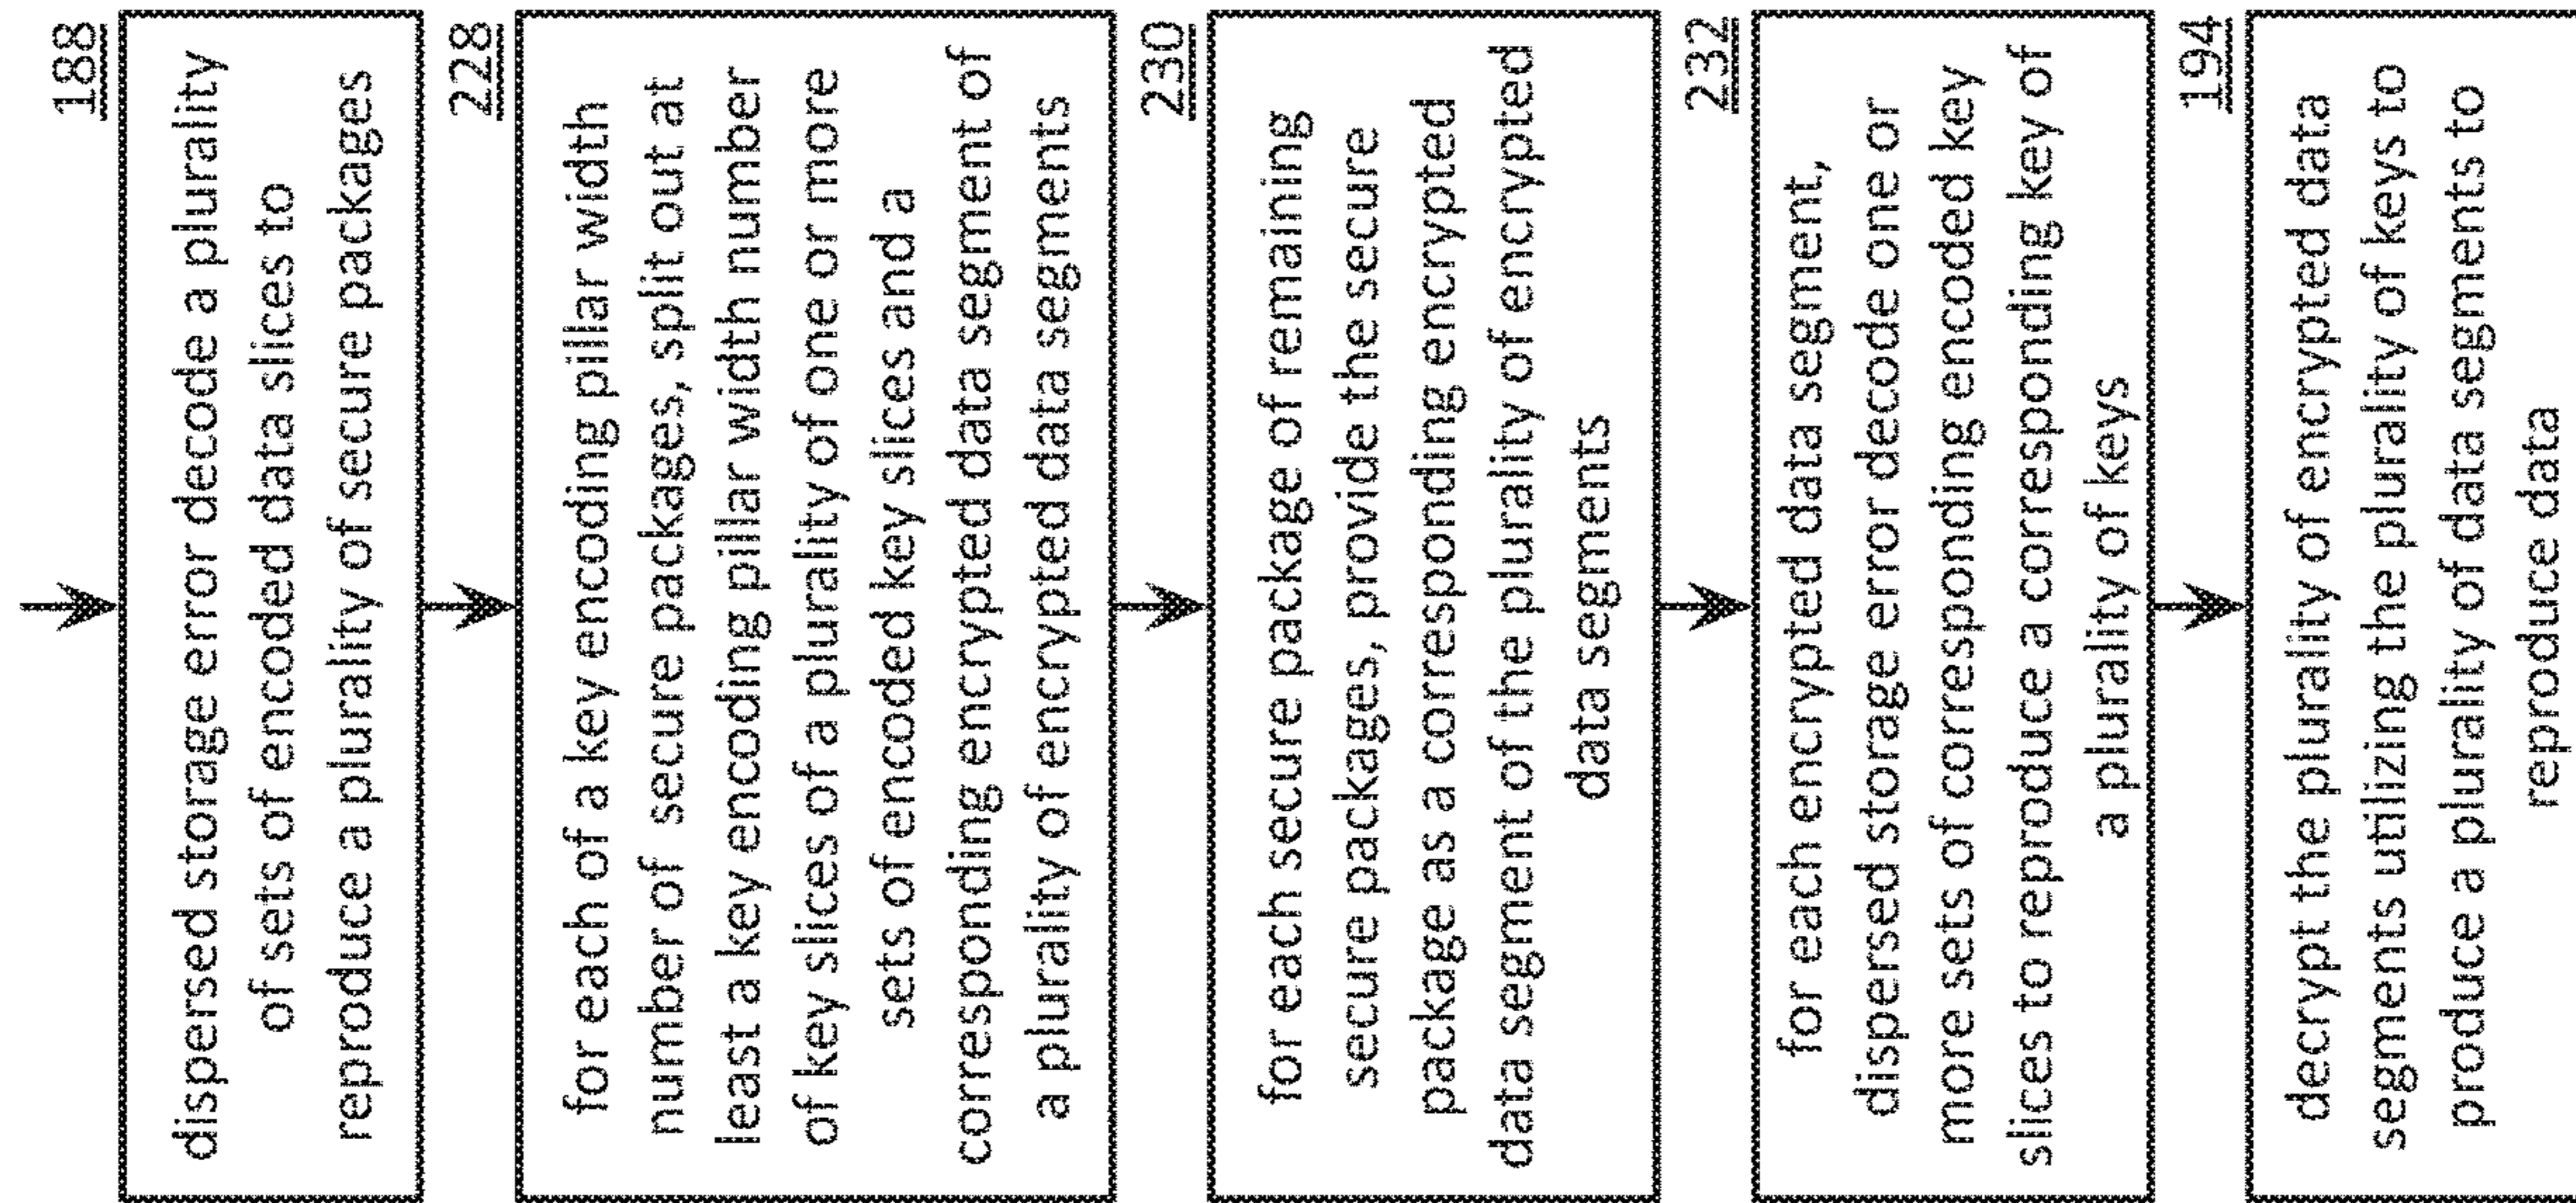 188
dispersed storage error decode a plurality
of sets of encoded data slices to
reproduce a plurality of secure packages
228
for each of a key encoding pillar width
number of secure packages, split out at
least a key encoding pillar width number
of key slices of a plurality of one or more
sets of encoded key slices and a
corresponding encrypted data segment of
a plurality of encrypted data segments
230
for each secure package of remaining
secure packages, provide the secure
package as a corresponding encrypted
data segment of the plurality of encrypted
data segments
232
for each encrypted data segment,
dispersed storage error decode one or
more sets of corresponding encoded key
slices to reproduce a corresponding key of
a plurality of keys
194
decrypt the plurality of encrypted data
segments utilizing the plurality of keys to
produce a plurality of data segments to
reproduce data